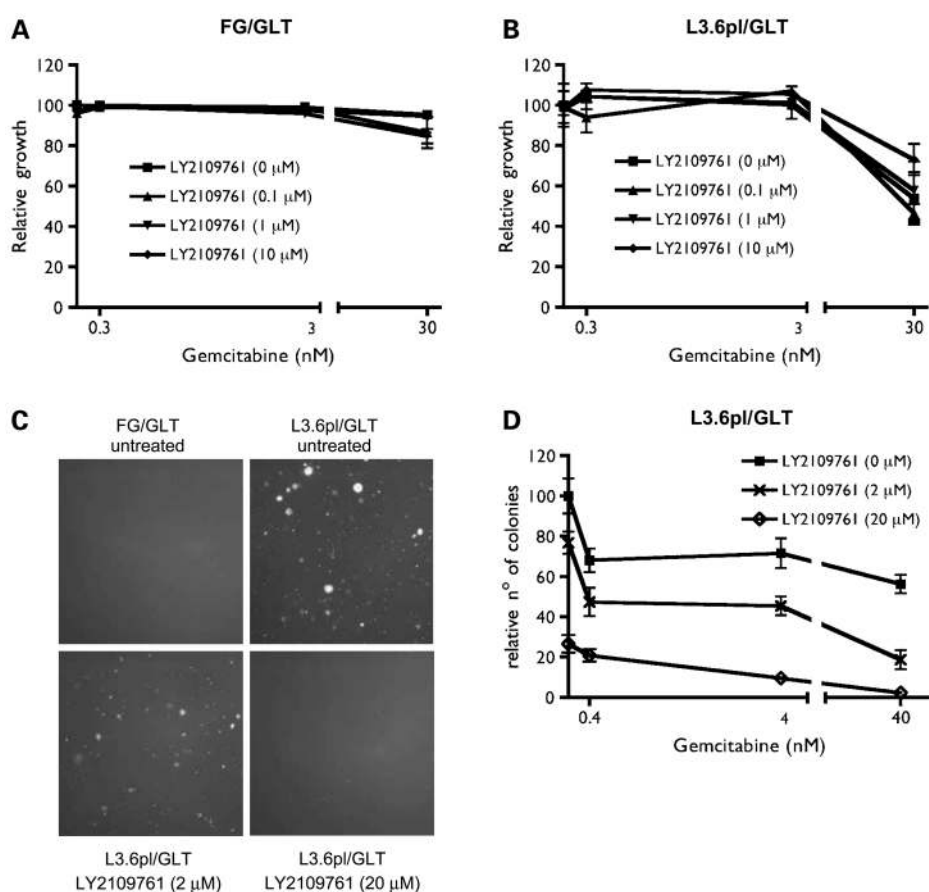 A
FG/GLT
Relative growth
120
100
80
60
40
20
0
LY2109761 (0 μM)
LY2109761 (0.1 μM)
LY2109761 (1 μM)
LY2109761 (10 μM)
0.3
3
30
Gemcitabine (nM)
B
L3.6pl/GLT
Relative growth
120
100
80
60
40
20
0
LY2109761 (0 μM)
LY2109761 (0.1 μM)
LY2109761 (1 μM)
LY2109761 (10 μM)
0.3
3
30
Gemcitabine (nM)
C
FG/GLT
untreated
L3.6pl/GLT
untreated
L3.6pl/GLT
LY2109761 (2 μM)
L3.6pl/GLT
LY2109761 (20 μM)
D
L3.6pl/GLT
relative n° of colonies
120
100
80
60
40
20
0
LY2109761 (0 μM)
LY2109761 (2 μM)
LY2109761 (20 μM)
0.4
4
40
Gemcitabine (nM)